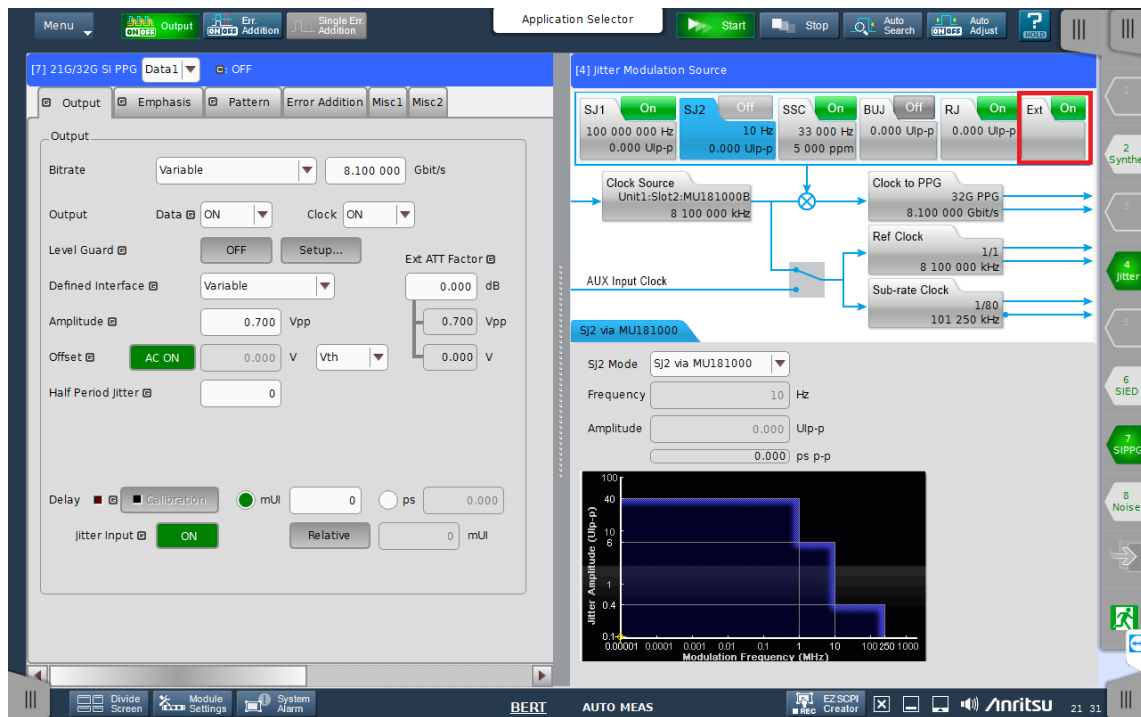 Menu
ON OFF Output
ON OFF Err. Addition
Single Err. Addition
Application Selector
Start
Stop
Auto Search
ON OFF Auto Adjust
? HOLD
[7] 21G/32G SI PPG Data1 C: OFF
C Output
C Emphasis
C Pattern
Error Addition
Misc1
Misc2
Output
Bitrate Variable 8.100 000 Gbit/s
Output Data C ON Clock ON
Level Guard C OFF Setup...
Ext ATT Factor C
Defined Interface C Variable 0.000 dB
Amplitude C 0.700 Vpp 0.700 Vpp
Offset C AC ON 0.000 V Vth 0.000 V
Half Period Jitter C 0
Delay C Calibration mUI 0 ps 0.000
Jitter Input C ON Relative 0 mUI
[4] Jitter Modulation Source
SJ1 On SJ2 Off SSC On BUJ Off RJ On Ext On
100 000 000 Hz 10 Hz 33 000 Hz 0.000 UIp-p 0.000 UIp-p
0.000 UIp-p 0.000 UIp-p 5 000 ppm
Clock Source
Unit1:Slot2:MU181000B
8 100 000 kHz
Clock to PPG
32G PPG
8.100 000 Gbit/s
Ref Clock
1/1
8 100 000 kHz
AUX Input Clock
Sub-rate Clock
1/80
101 250 kHz
SJ2 via MU181000
SJ2 Mode SJ2 via MU181000
Frequency 10 Hz
Amplitude 0.000 UIp-p
0.000 ps p-p
Jitter Amplitude (UIp-p)
100
40
10
6
1
0.4
0.1
0.00001 0.0001 0.001 0.01 0.1 1 10 100 250 1000
Modulation Frequency (MHz)
1
2
Synthe
3
4
Jitter
5
6
SIED
7
SIPPG
8
Noise
Divide Screen
Module Settings
System Alarm
BERT
AUTO MEAS
REC EZSCPI Creator
Anritsu
21 31